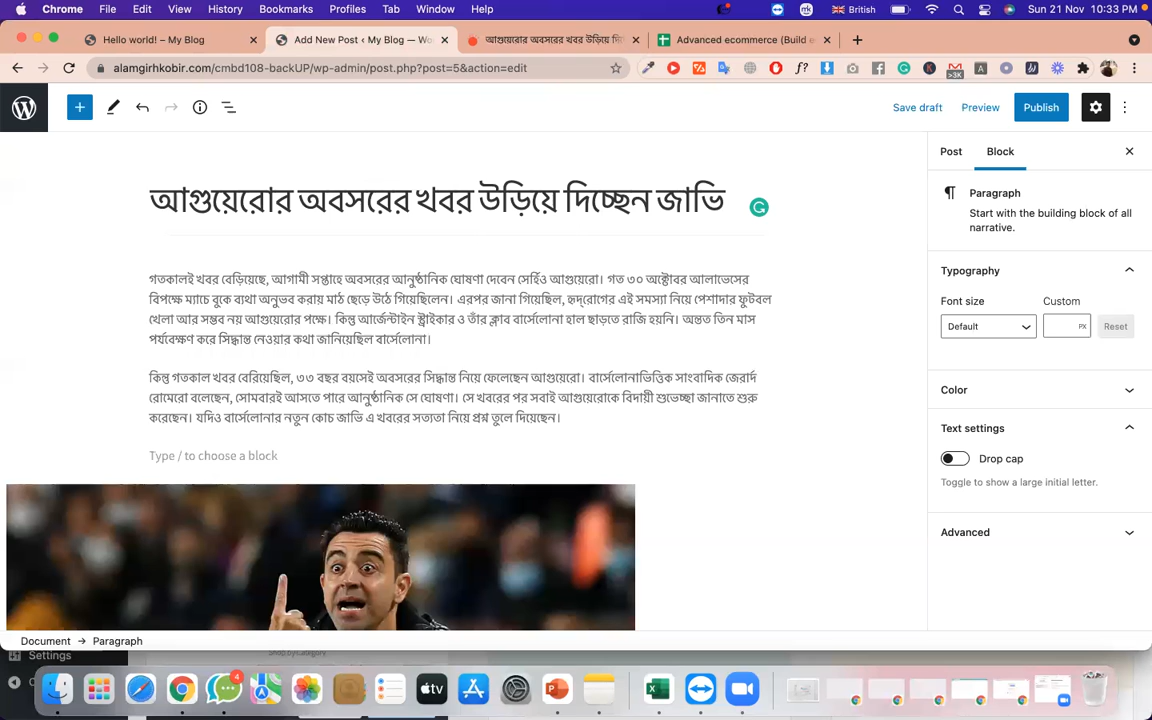 Chrome File Edit View History Bookmarks Profiles Tab Window Help
British
Sun 21 Nov 10:33 PM
Hello world! – My Blog
Add New Post ‹ My Blog — Wo
আগুয়েরোর অবসরের খবর উড়িয়ে দি
Advanced ecommerce (Build e
alamgirhkobir.com/cmbd108-backUP/wp-admin/post.php?post=5&action=edit
f?
>3K
Save draft
Preview
Publish
Post
Block
আগুয়েরোর অবসরের খবর উড়িয়ে দিচ্ছেন জাভি
Paragraph
Start with the building block of all
narrative.
গতকালই খবর বেড়িয়েছে, আগামী সপ্তাহে অবসরের আনুষ্ঠানিক ঘোষণা দেবেন সের্হিও আগুয়েরো। গত ৩০ অক্টোবর আলাভেসের
বিপক্ষে ম্যাচে বুকে ব্যথা অনুভব করায় মাঠ ছেড়ে উঠে গিয়েছিলেন। এরপর জানা গিয়েছিল, হৃদ্‌রোগের এই সমস্যা নিয়ে পেশাদার ফুটবল
খেলা আর সম্ভব নয় আগুয়েরোর পক্ষে। কিন্তু আর্জেন্টাইন স্ট্রাইকার ও তাঁর ক্লাব বার্সেলোনা হাল ছাড়তে রাজি হয়নি। অন্তত তিন মাস
পর্যবেক্ষণ করে সিদ্ধান্ত নেওয়ার কথা জানিয়েছিল বার্সেলোনা।
কিন্তু গতকাল খবর বেরিয়েছিল, ৩৩ বছর বয়সেই অবসরের সিদ্ধান্ত নিয়ে ফেলেছেন আগুয়েরো। বার্সেলোনাভিত্তিক সাংবাদিক জেরার্দ
রোমেরো বলেছেন, সোমবারই আসতে পারে আনুষ্ঠানিক সে ঘোষণা। সে খবরের পর সবাই আগুয়েরোকে বিদায়ী শুভেচ্ছা জানাতে শুরু
করেছেন। যদিও বার্সেলোনার নতুন কোচ জাভি এ খবরের সত্যতা নিয়ে প্রশ্ন তুলে দিয়েছেন।
Type / to choose a block
Typography
Font size
Custom
Default
PX
Reset
Color
Text settings
Drop cap
Toggle to show a large initial letter.
Advanced
Document → Paragraph
Settings
Shop by Category
4
tv